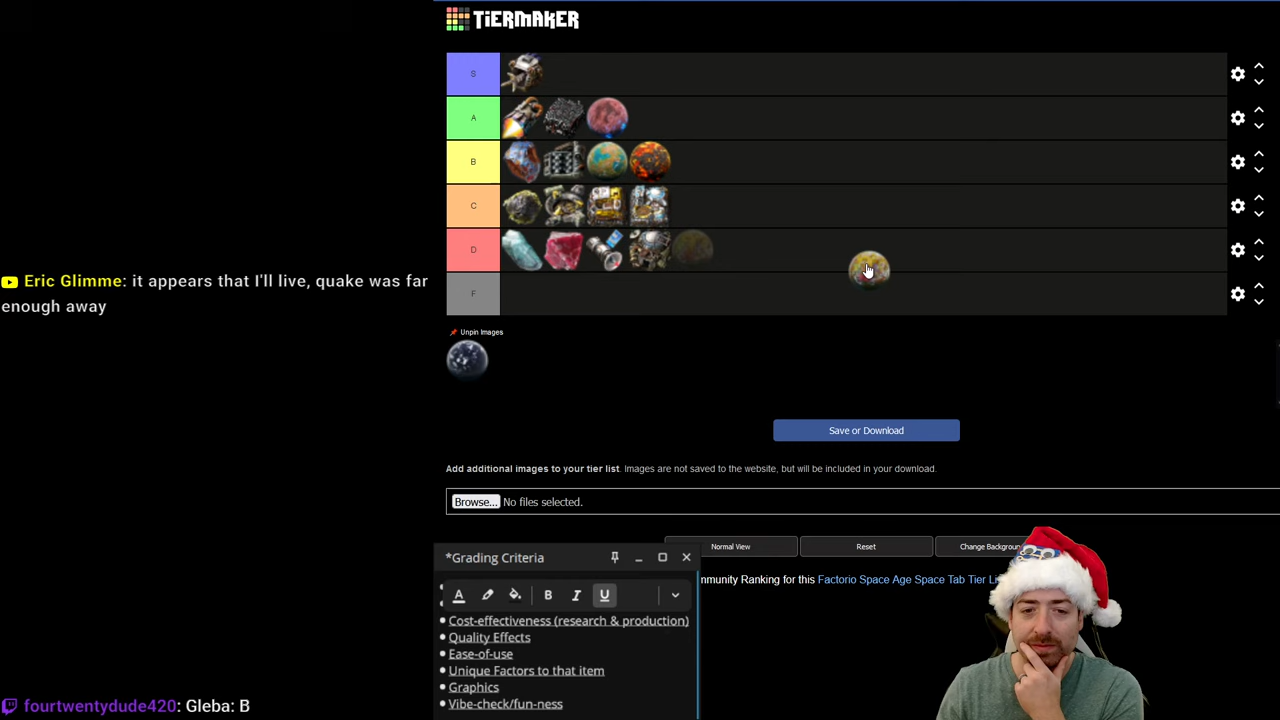 TIERMAKER
S
A
B
C
D
F
Eric Glimme: it appears that I'll live, quake was far
enough away
Unpin Images
Save or Download
Add additional images to your tier list. Images are not saved to the website, but will be included in your download.
Browse... No files selected.
Normal View
Reset
Change Backgroun
*Grading Criteria
A B I U
mmunity Ranking for this Factorio Space Age Space Tab Tier Li
• Cost-effectiveness (research & production)
• Quality Effects
• Ease-of-use
• Unique Factors to that item
• Graphics
• Vibe-check/fun-ness
fourtwentydude420: Gleba: B